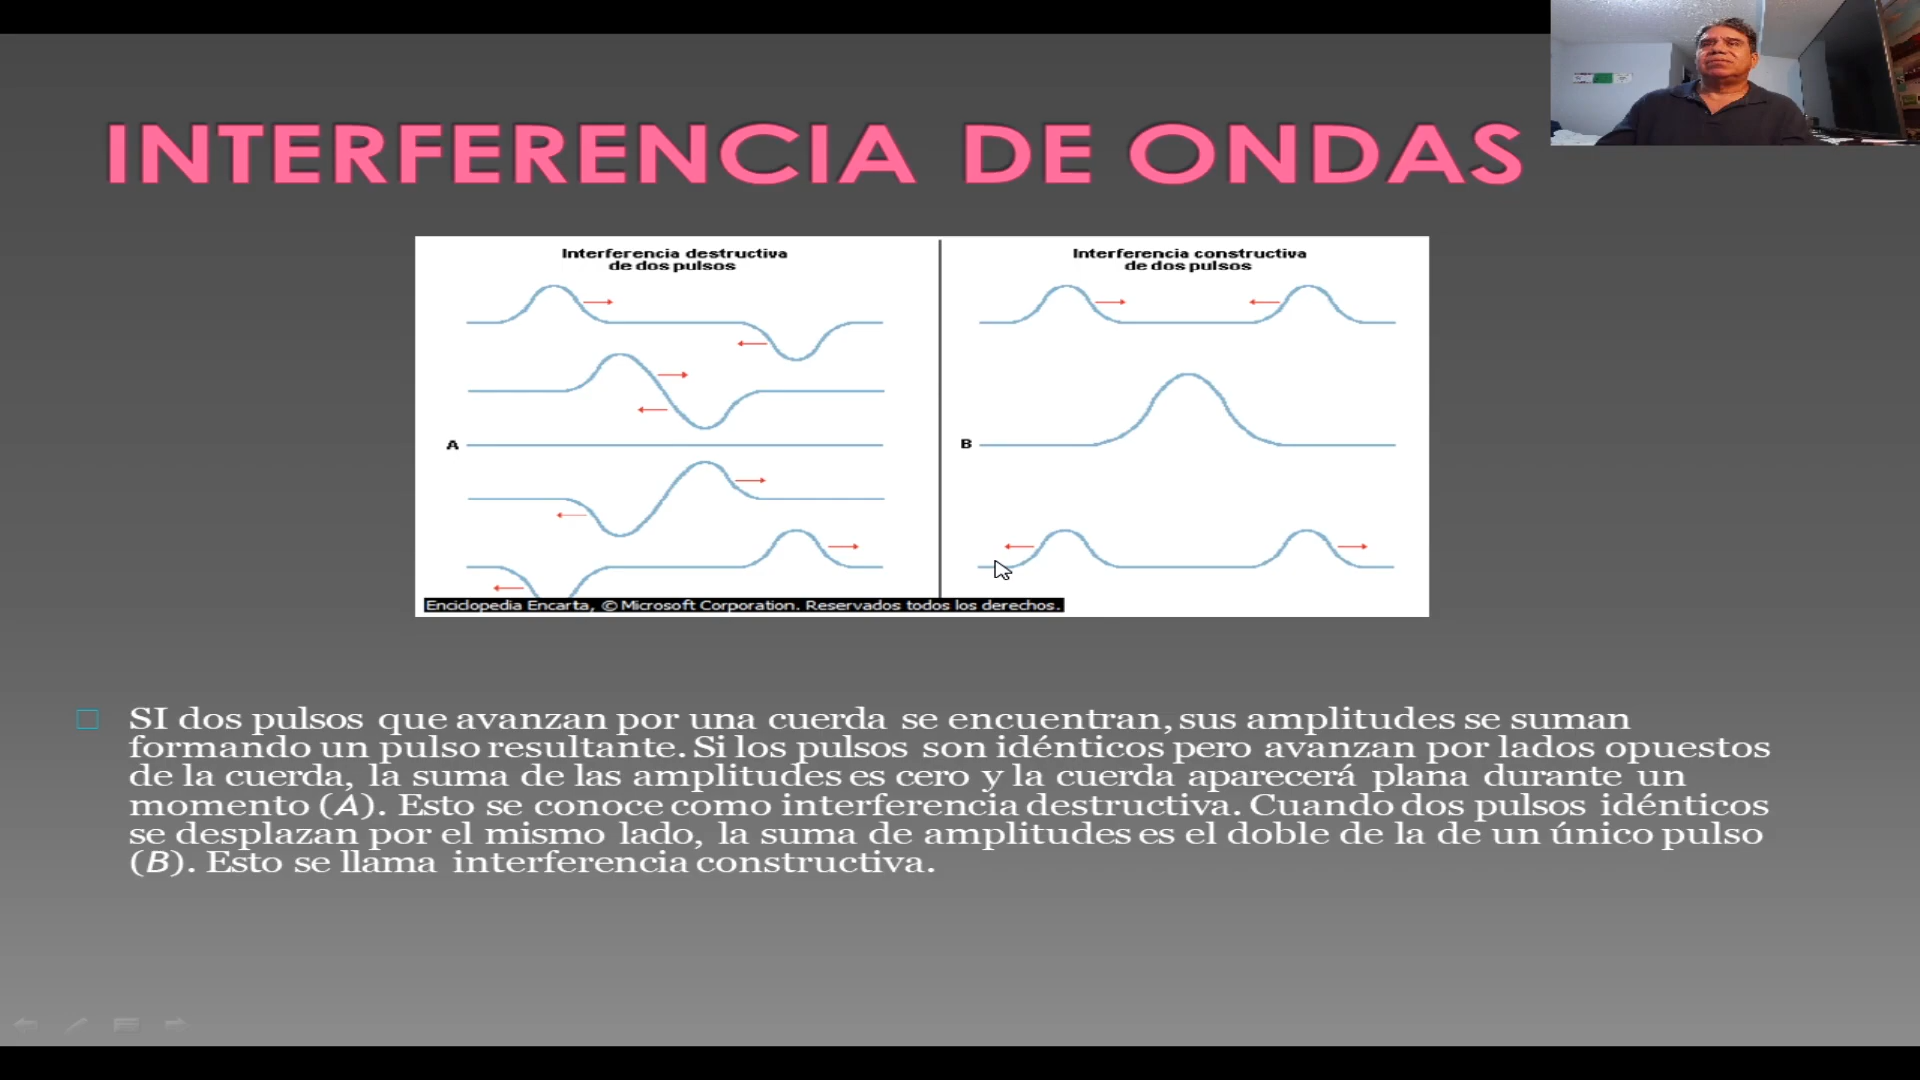 INTERFERENCIA DE ONDAS
Interferencia destructiva
de dos pulsos
Interferencia constructiva
de dos pulsos
A
B
Enciclopedia Encarta, © Microsoft Corporation. Reservados todos los derechos.
SI dos pulsos que avanzan por una cuerda se encuentran, sus amplitudes se suman
formando un pulso resultante. Si los pulsos son idénticos pero avanzan por lados opuestos
de la cuerda, la suma de las amplitudes es cero y la cuerda aparecerá plana durante un
momento (A). Esto se conoce como interferencia destructiva. Cuando dos pulsos idénticos
se desplazan por el mismo lado, la suma de amplitudes es el doble de la de un único pulso
(B). Esto se llama interferencia constructiva.